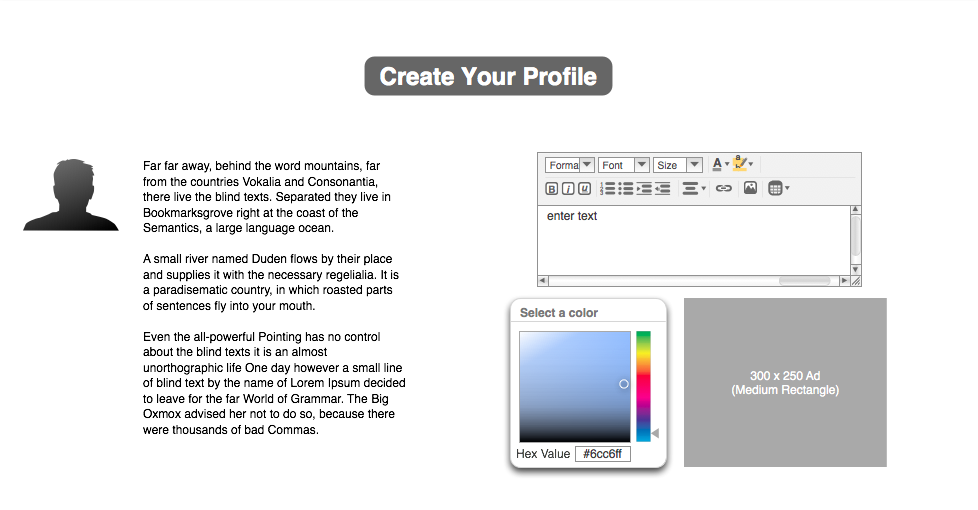 Create Your Profile
Far far away, behind the word mountains, far
from the countries Vokalia and Consonantia,
there live the blind texts. Separated they live in
Bookmarksgrove right at the coast of the
Semantics, a large language ocean.
A small river named Duden flows by their place
and supplies it with the necessary regelialia. It is
a paradisematic country, in which roasted parts
of sentences fly into your mouth.
Even the all-powerful Pointing has no control
about the blind texts it is an almost
unorthographic life One day however a small line
of blind text by the name of Lorem Ipsum decided
to leave for the far World of Grammar. The Big
Oxmox advised her not to do so, because there
were thousands of bad Commas.
Forma Font Size A a
B i u
enter text
Select a color
Hex Value #6cc6ff
300 x 250 Ad
(Medium Rectangle)